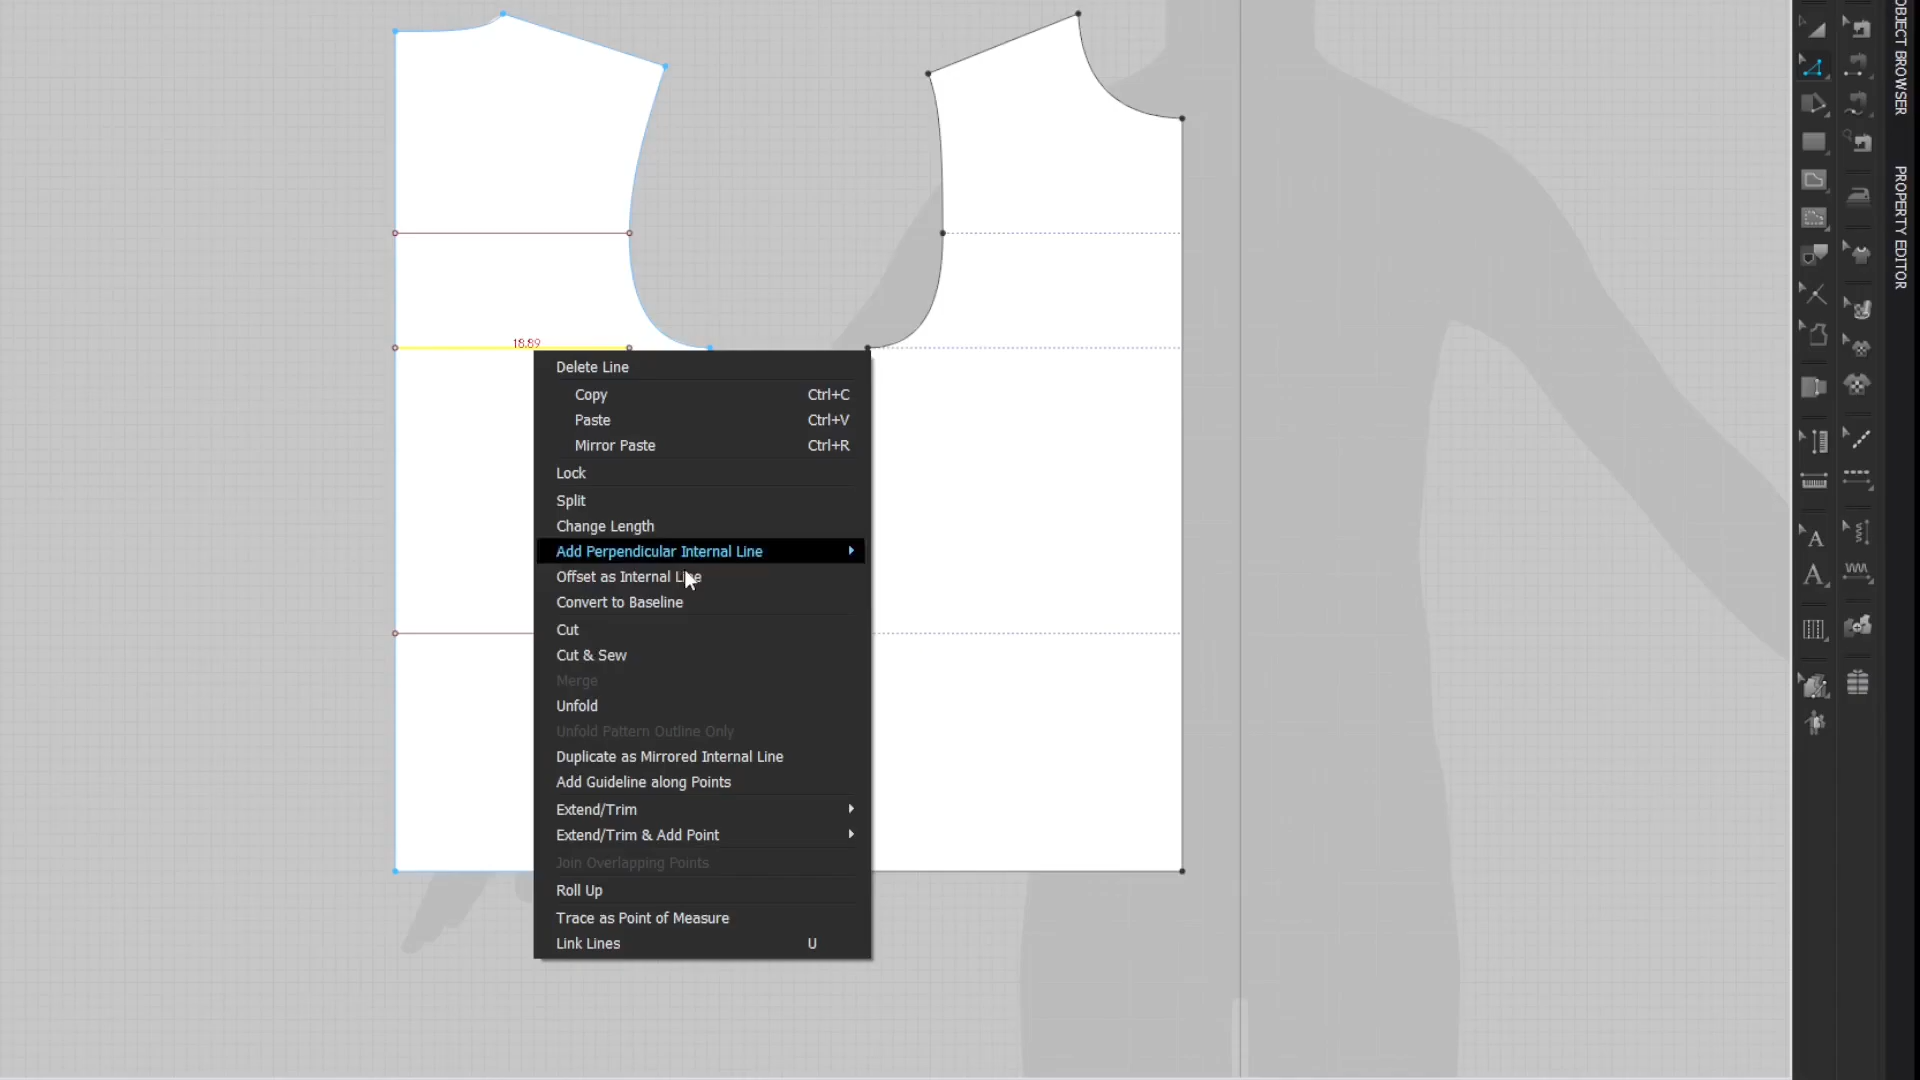 OBJECT BROWSER
PROPERTY EDITOR
18.89
Delete Line
Copy Ctrl+C
Paste Ctrl+V
Mirror Paste Ctrl+R
Lock
Split
Change Length
Add Perpendicular Internal Line
Offset as Internal Line
Convert to Baseline
Cut
Cut & Sew
Merge
Unfold
Unfold Pattern Outline Only
Duplicate as Mirrored Internal Line
Add Guideline along Points
Extend/Trim
Extend/Trim & Add Point
Join Overlapping Points
Roll Up
Trace as Point of Measure
Link Lines U